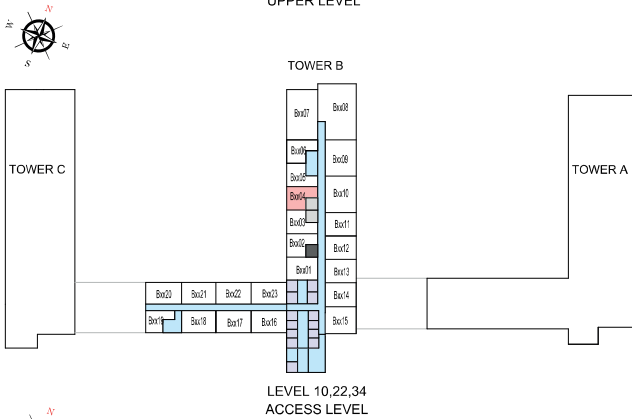 UPPER LEVEL
N
W
E
S
TOWER B
Bxx07
Bxx08
TOWER C
TOWER A
Bxx06
Bxx09
Bxx05
Bxx04
Bxx10
Bxx03
Bxx11
Bxx02
Bxx12
Bxx01
Bxx13
Bxx20
Bxx21
Bxx22
Bxx23
Bxx14
Bxx19
Bxx18
Bxx17
Bxx16
Bxx15
LEVEL 10,22,34
ACCESS LEVEL
N